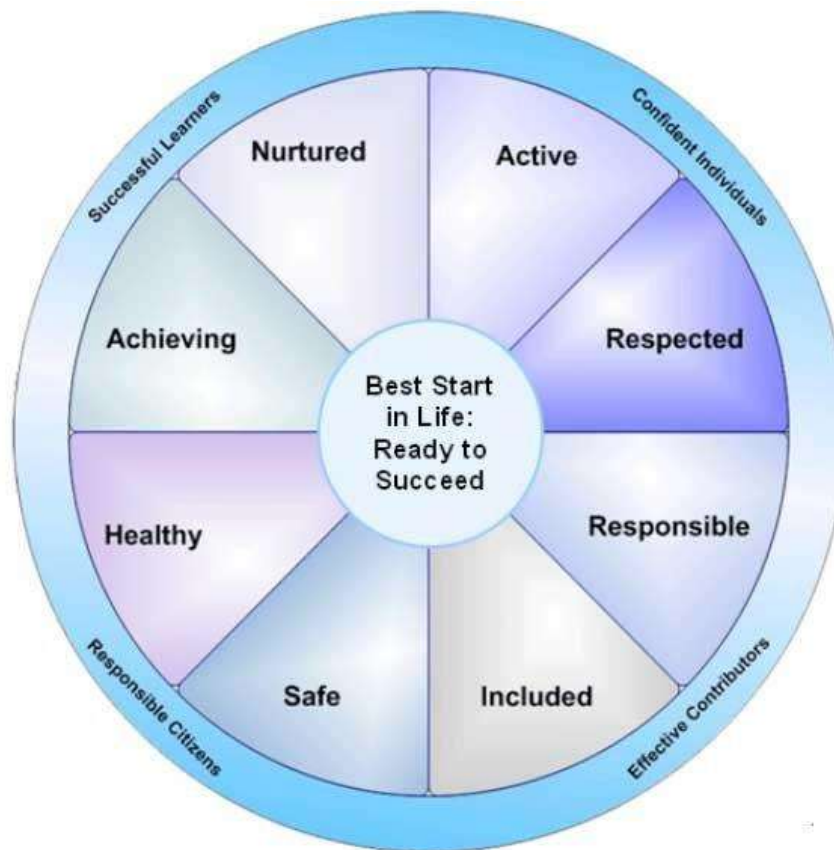 Successful Learners
Confident Individuals
Nurtured
Active
Achieving
Respected
Best Start
in Life:
Ready to
Succeed
Healthy
Responsible
Safe
Included
Responsible Citizens
Effective Contributors